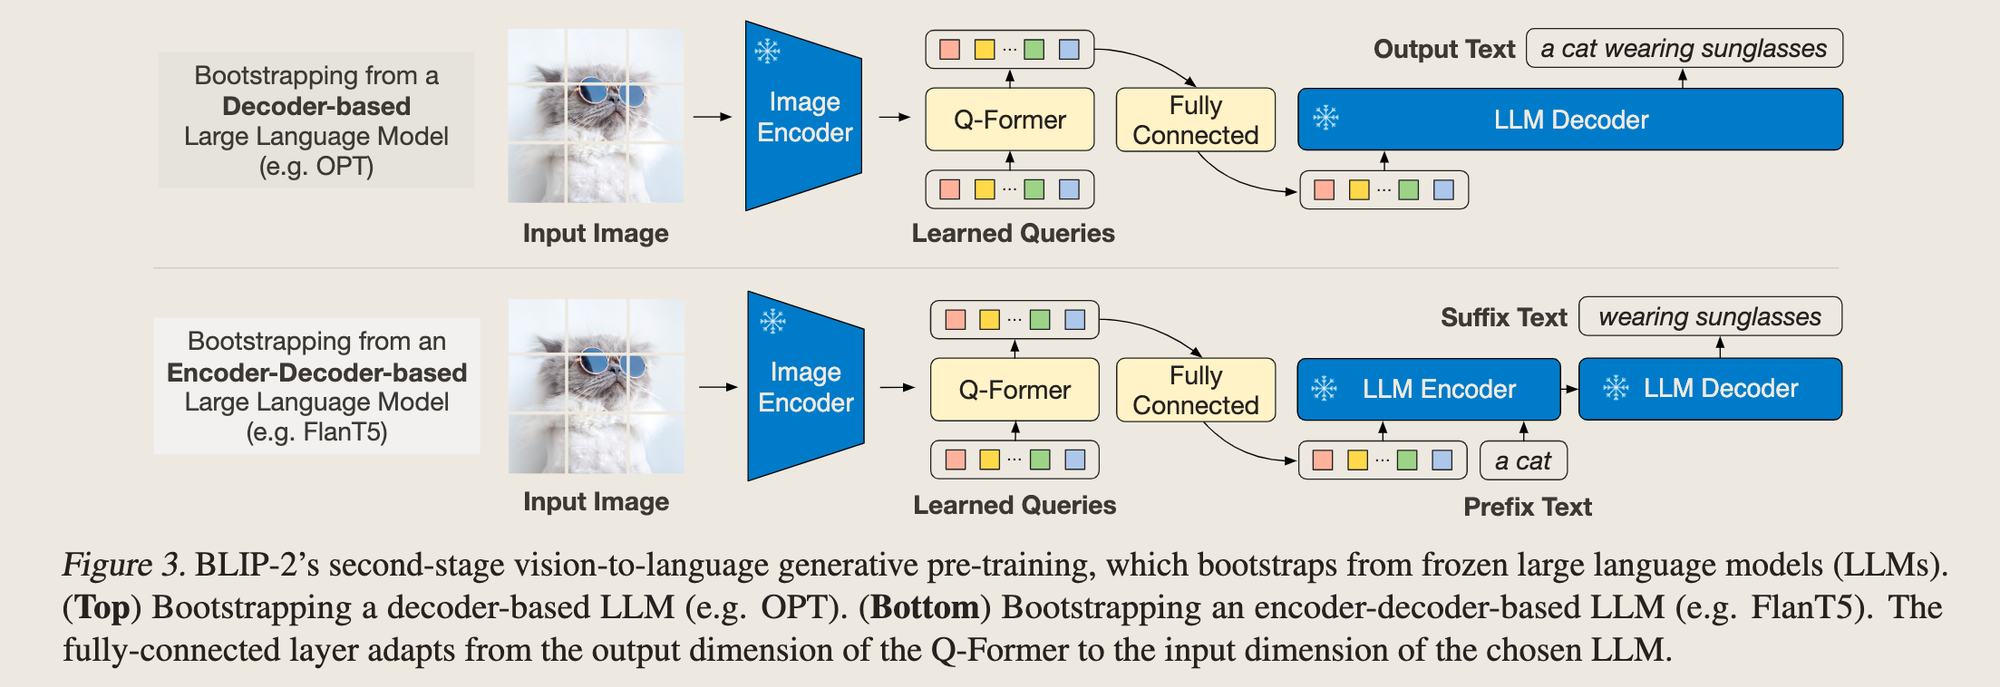 Bootstrapping from a
Decoder-based
Large Language Model
(e.g. OPT)
Input Image
Image
Encoder
...
Q-Former
...
Learned Queries
Fully
Connected
Output Text
a cat wearing sunglasses
LLM Decoder
...
Bootstrapping from an
Encoder-Decoder-based
Large Language Model
(e.g. FlanT5)
Input Image
Image
Encoder
...
Q-Former
...
Learned Queries
Fully
Connected
Suffix Text
wearing sunglasses
LLM Encoder
LLM Decoder
...
a cat
Prefix Text
Figure 3. BLIP-2’s second-stage vision-to-language generative pre-training, which bootstraps from frozen large language models (LLMs).
(Top) Bootstrapping a decoder-based LLM (e.g. OPT). (Bottom) Bootstrapping an encoder-decoder-based LLM (e.g. FlanT5). The
fully-connected layer adapts from the output dimension of the Q-Former to the input dimension of the chosen LLM.